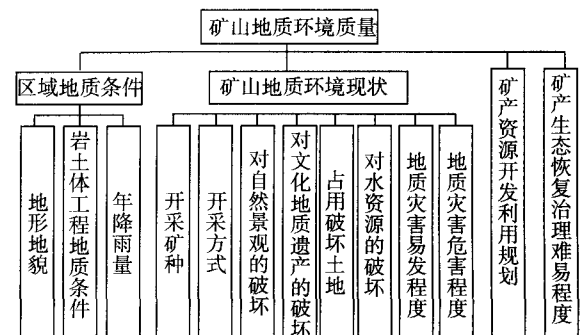 矿山地质环境质量
区域地质条件
矿山地质环境现状
矿产资源开发利用规划
矿产生态恢复治理难易程度
地形地貌
岩土体工程地质条件
年降雨量
开采矿种
开采方式
对自然景观的破坏
对文化地质遗产的破坏
占用破坏土地
对水资源的破坏
地质灾害易发程度
地质灾害危害程度